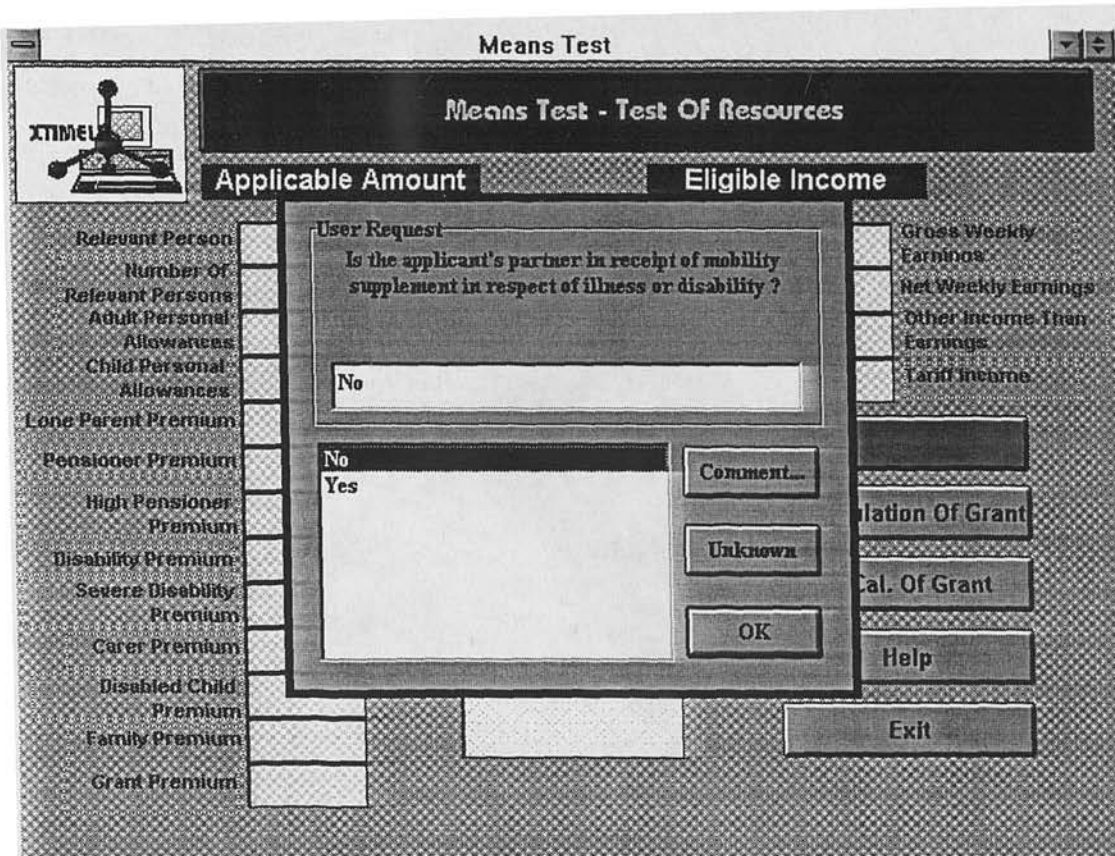 Means Test
XTIMEL
Means Test - Test Of Resources
Applicable Amount
Eligible Income
Relevant Person
Number Of
Relevant Persons
Adult Personal
Allowances
Child Personal
Allowances
Lone Parent Premium
Pensioner Premium
High Pensioner
Premium
Disability Premium
Severe Disability
Premium
Carer Premium
Disabled Child
Premium
Family Premium
Grant Premium
User Request
Is the applicant's partner in receipt of mobility
supplement in respect of illness or disability ?
No
No
Yes
Comment...
Unknown
OK
Gross Weekly
Earnings
Net Weekly Earnings
Other Income Than
Earnings
Tariff Income
lation Of Grant
Cal. Of Grant
Help
Exit